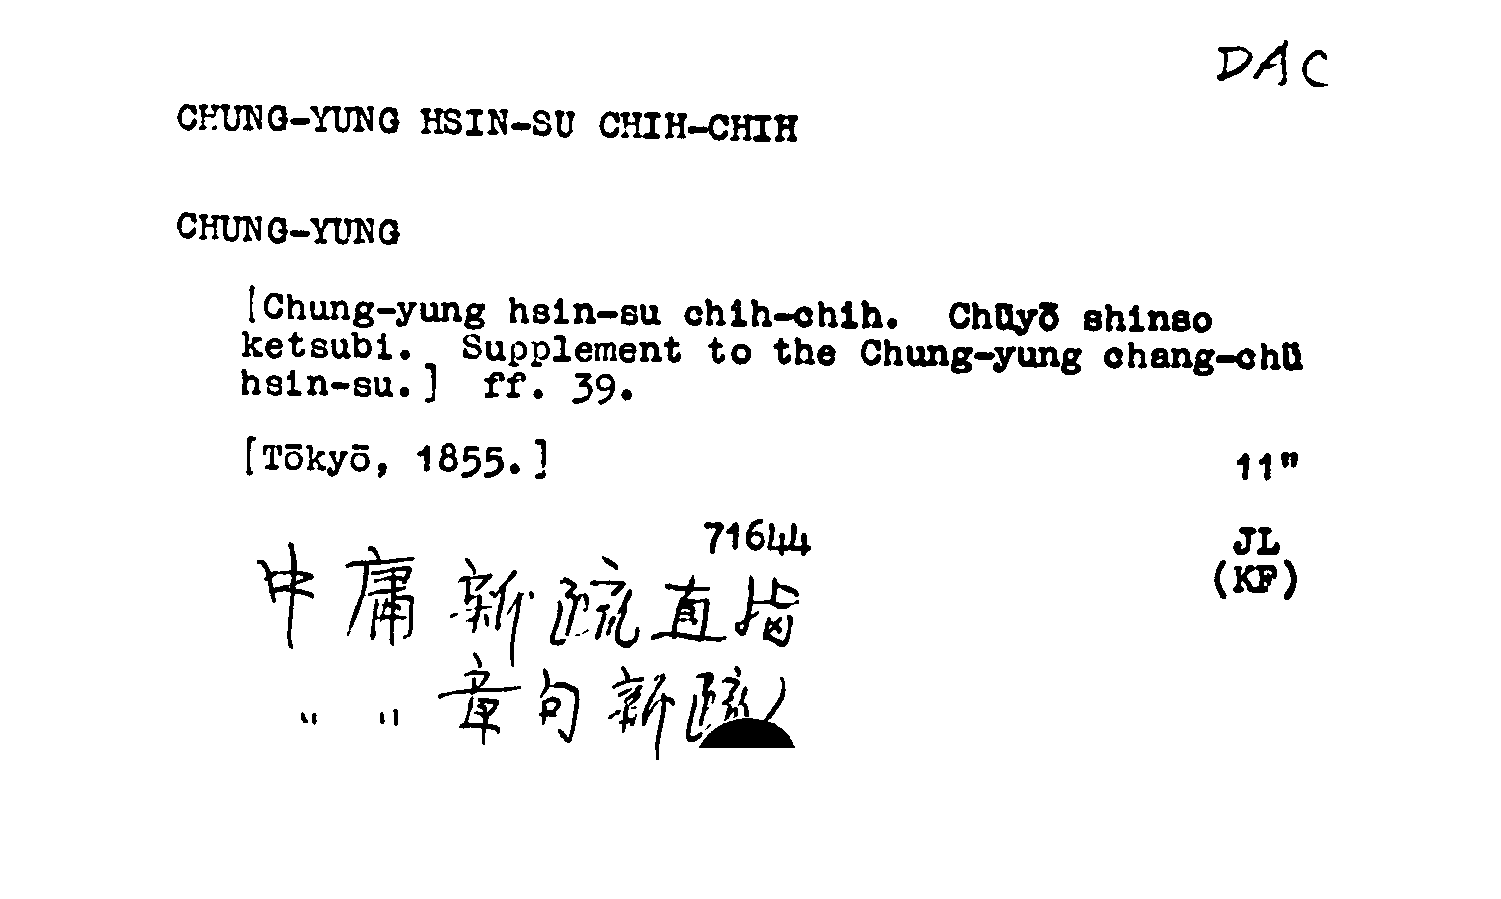 DAC
CHUNG-YUNG HSIN-SU CHIH-CHIH
CHUNG-YUNG
[Chung-yung hsin-su chih-chih. Chūyō shinso
ketsubi. Supplement to the Chung-yung chang-chü
hsin-su.] ff. 39.
[Tōkyō, 1855.] 11"
71644 JL
(KF)
中庸新疏直指
" " 章句新疏